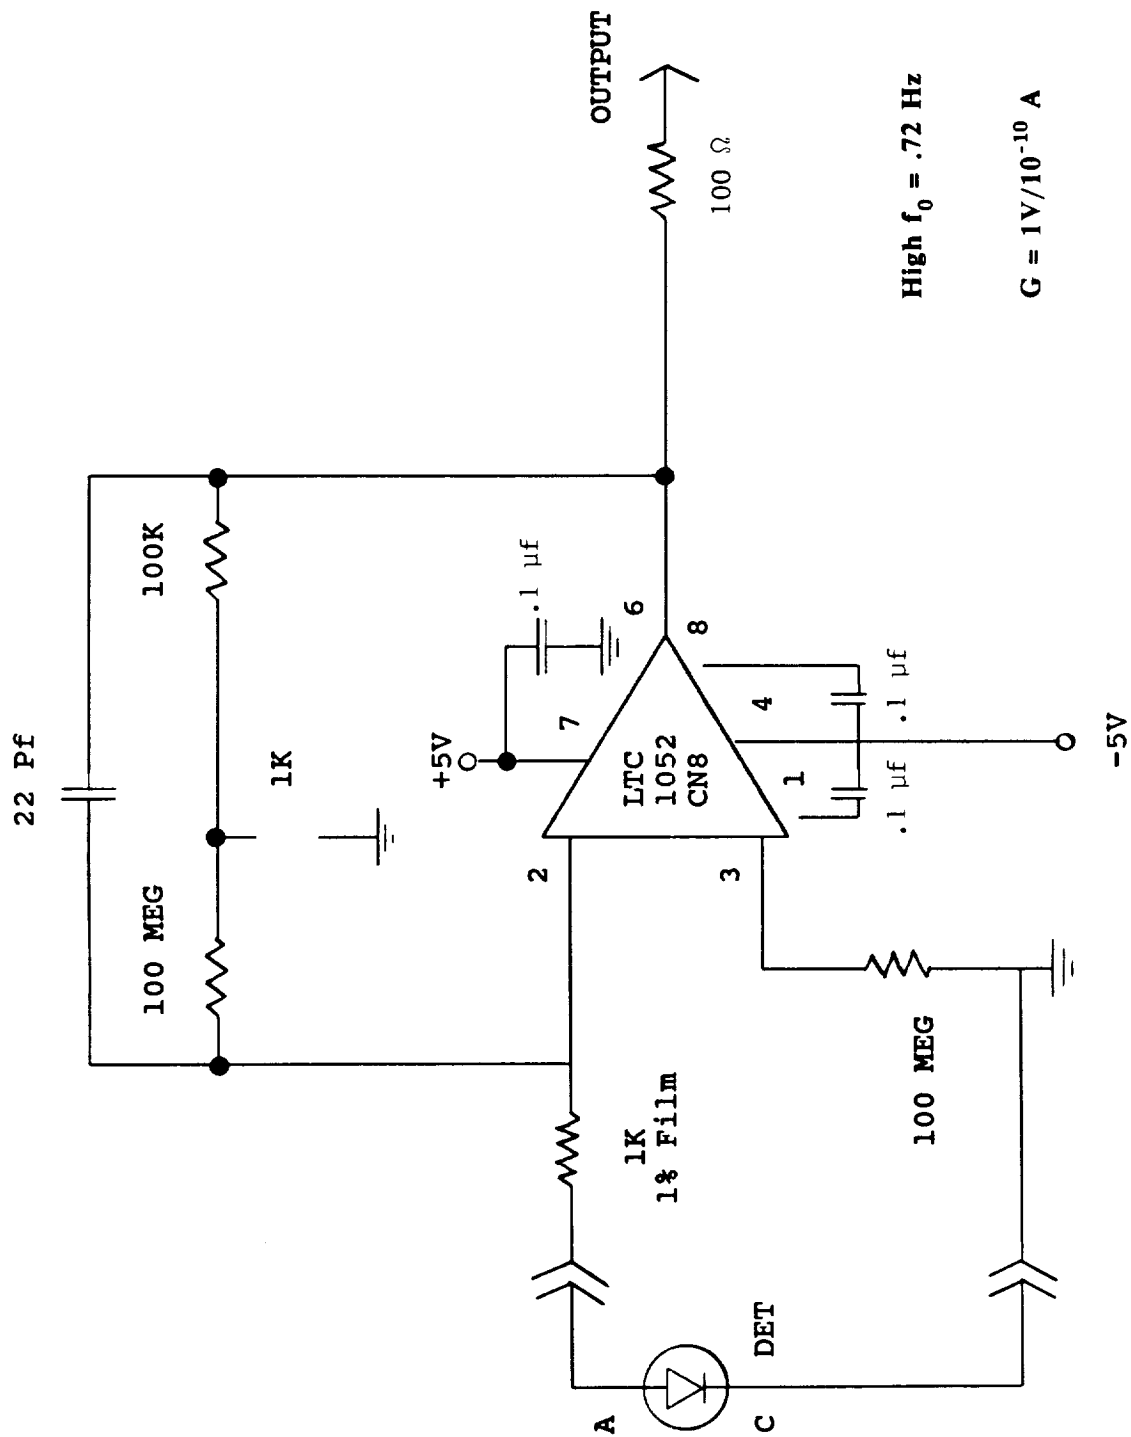 22 Pf
100 MEG
100K
1K
+5V
.1 µf
OUTPUT
100 Ω
2
7
6
LTC
1052
CN8
8
3
1
4
.1 µf
.1 µf
-5V
1K
1% Film
100 MEG
A
C
DET
High f₀ = .72 Hz
G = 1V/10⁻¹⁰ A